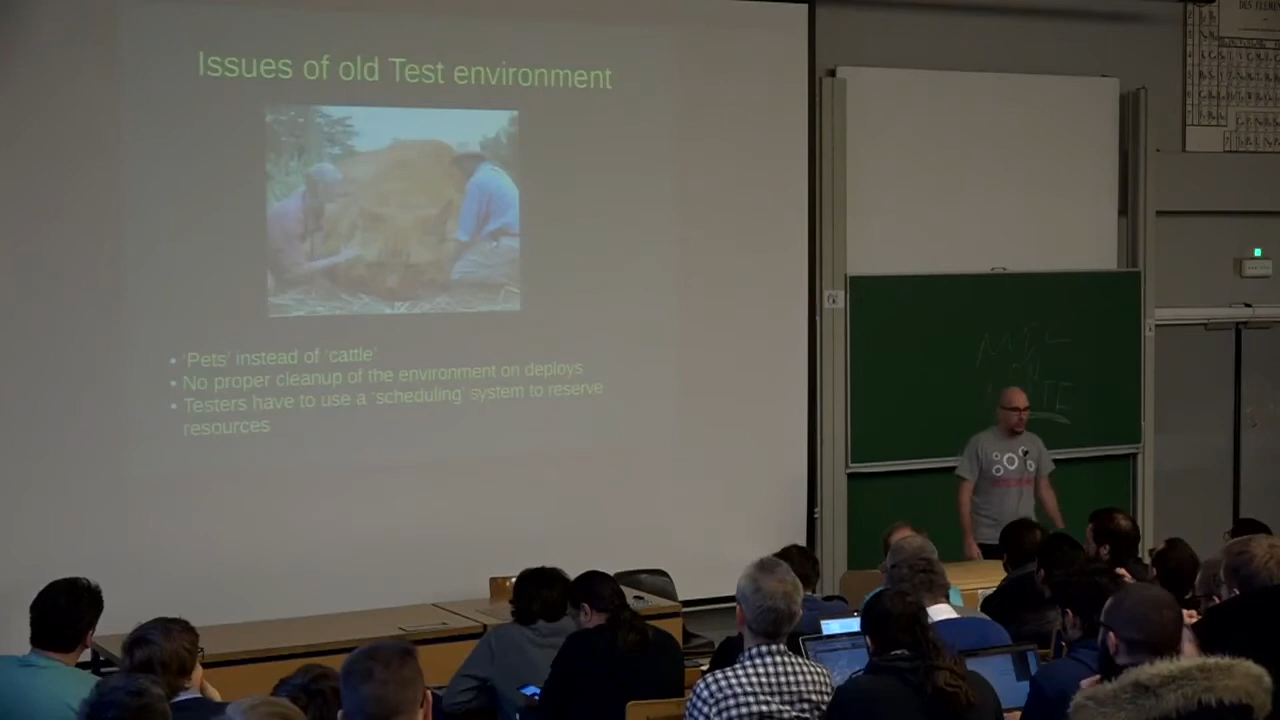 Issues of old Test environment
• 'Pets' instead of 'cattle'
• No proper cleanup of the environment on deploys
• Testers have to use a 'scheduling' system to reserve
resources